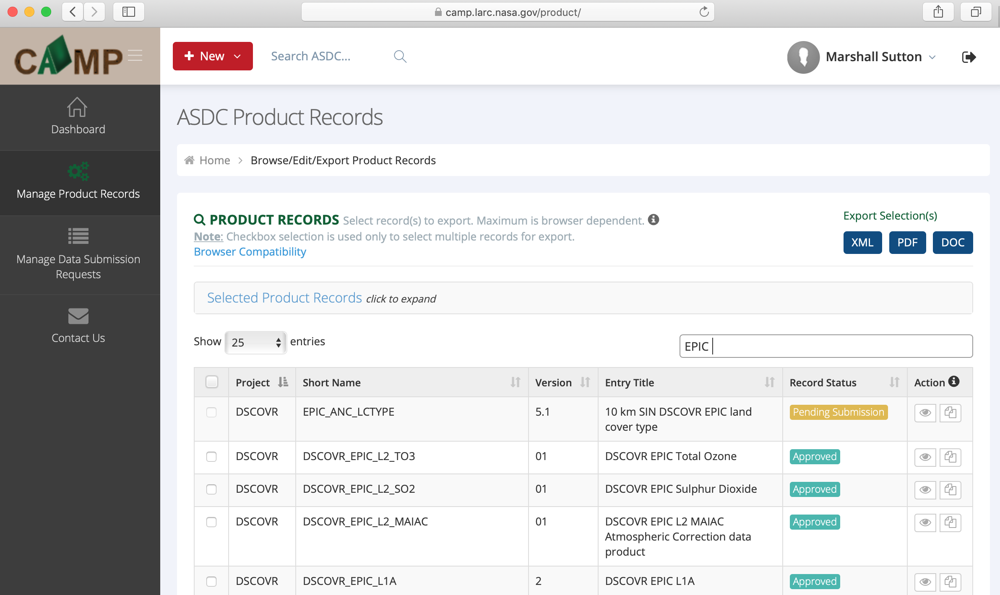 camp.larc.nasa.gov/product/
CAMP
New
Search ASDC...
Marshall Sutton
Dashboard
Manage Product Records
Manage Data Submission
Requests
Contact Us
ASDC Product Records
Home > Browse/Edit/Export Product Records
PRODUCT RECORDS Select record(s) to export. Maximum is browser dependent.
Note: Checkbox selection is used only to select multiple records for export.
Browser Compatibility
Export Selection(s)
XML PDF DOC
Selected Product Records click to expand
Show 25 entries
EPIC
Project Short Name Version Entry Title Record Status Action
DSCOVR EPIC_ANC_LCTYPE 5.1 10 km SIN DSCOVR EPIC land Pending Submission
cover type
DSCOVR DSCOVR_EPIC_L2_TO3 01 DSCOVR EPIC Total Ozone Approved
DSCOVR DSCOVR_EPIC_L2_SO2 01 DSCOVR EPIC Sulphur Dioxide Approved
DSCOVR DSCOVR_EPIC_L2_MAIAC 01 DSCOVR EPIC L2 MAIAC Approved
Atmospheric Correction data
product
DSCOVR DSCOVR_EPIC_L1A 2 DSCOVR EPIC L1A Approved